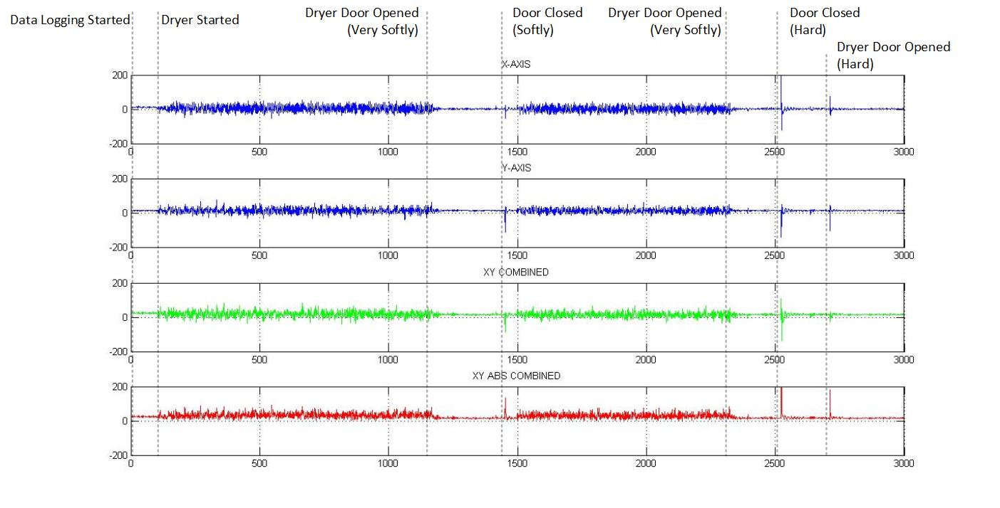 Data Logging Started
Dryer Started
Dryer Door Opened
(Very Softly)
Door Closed
(Softly)
Dryer Door Opened
(Very Softly)
Door Closed
(Hard)
Dryer Door Opened
(Hard)
X-AXIS
200
0
-200
0 500 1000 1500 2000 2500 3000
Y-AXIS
200
0
-200
0 500 1000 1500 2000 2500 3000
XY COMBINED
200
0
-200
0 500 1000 1500 2000 2500 3000
XY ABS COMBINED
200
0
-200
0 500 1000 1500 2000 2500 3000